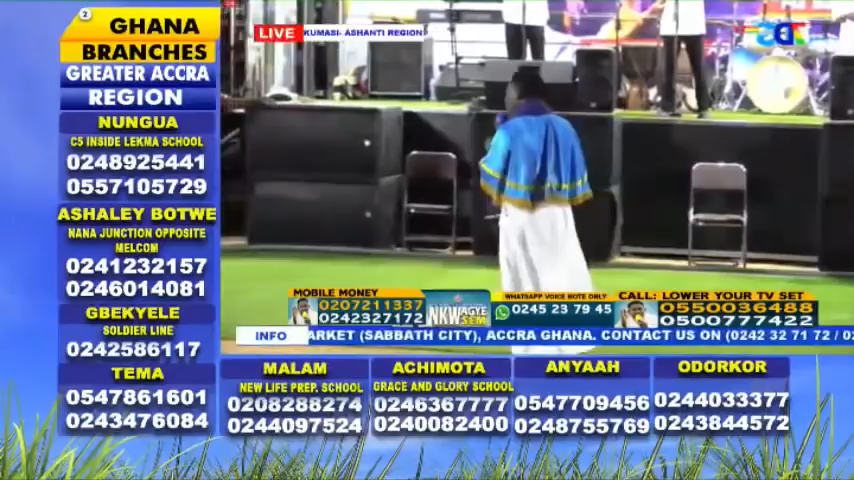 2
GHANA
BRANCHES
GREATER ACCRA
REGION
NUNGUA
C5 INSIDE LEKMA SCHOOL
0248925441
0557105729
ASHALEY BOTWE
NANA JUNCTION OPPOSITE
MELCOM
0241232157
0246014081
GBEKYELE
SOLDIER LINE
0242586117
TEMA
0547861601
0243476084
LIVE KUMASI- ASHANTI REGION
MOBILE MONEY
0207211337
0242327172
NKWAGYE
SEM
WHATSAPP VOICE NOTE ONLY
0245 23 79 45
CALL: LOWER YOUR TV SET
0550036488
0500777422
INFO
ARKET (SABBATH CITY), ACCRA GHANA. CONTACT US ON (0242 32 71 72 / 0
MALAM
NEW LIFE PREP. SCHOOL
0208288274
0244097524
ACHIMOTA
GRACE AND GLORY SCHOOL
0246367777
0240082400
ANYAAH
0547709456
0248755769
ODORKOR
0244033377
0243844572